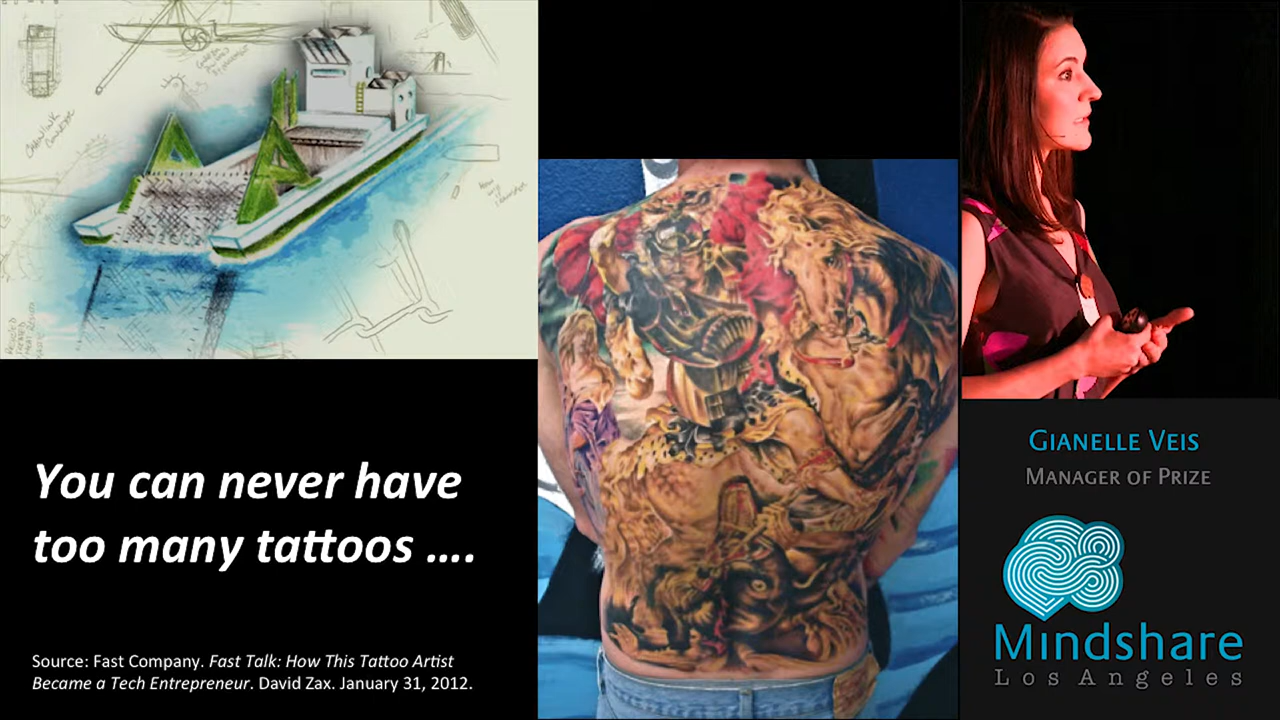 You can never have
too many tattoos ....
Source: Fast Company. Fast Talk: How This Tattoo Artist
Became a Tech Entrepreneur. David Zax. January 31, 2012.
Gianelle Veis
Manager of Prize
Mindshare
Los Angeles